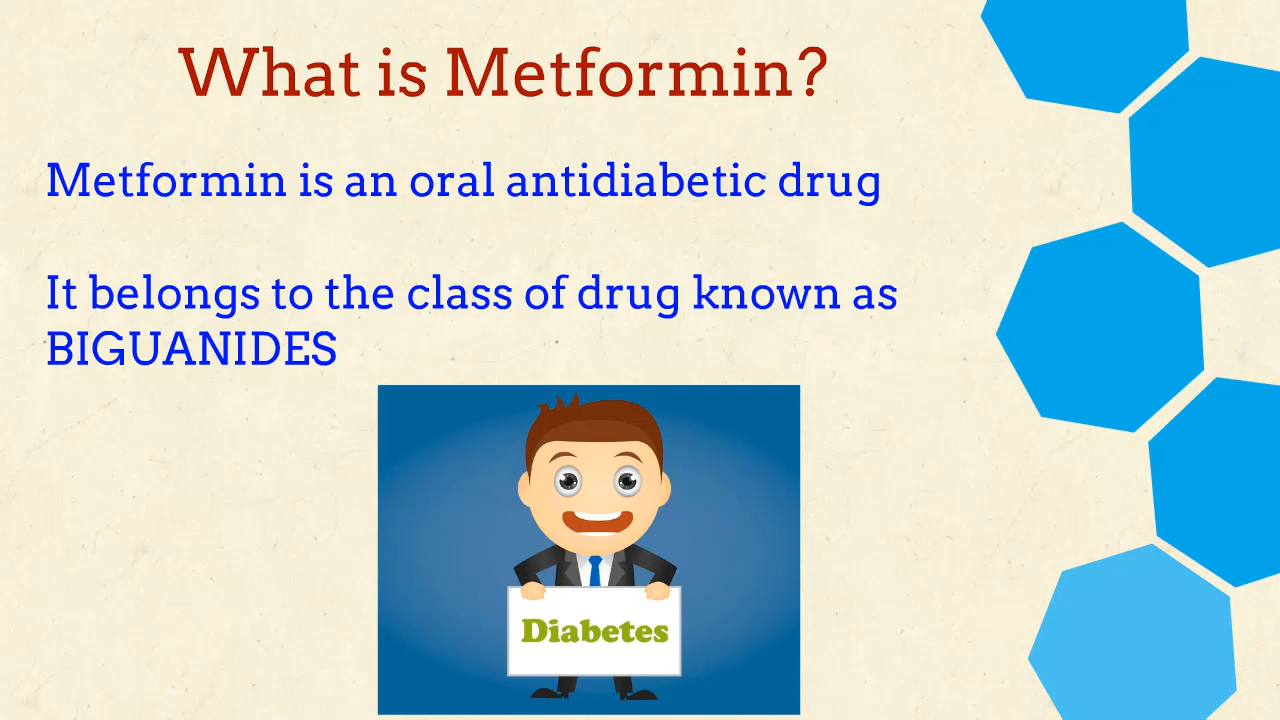 What is Metformin?
Metformin is an oral antidiabetic drug
It belongs to the class of drug known as
BIGUANIDES
Diabetes